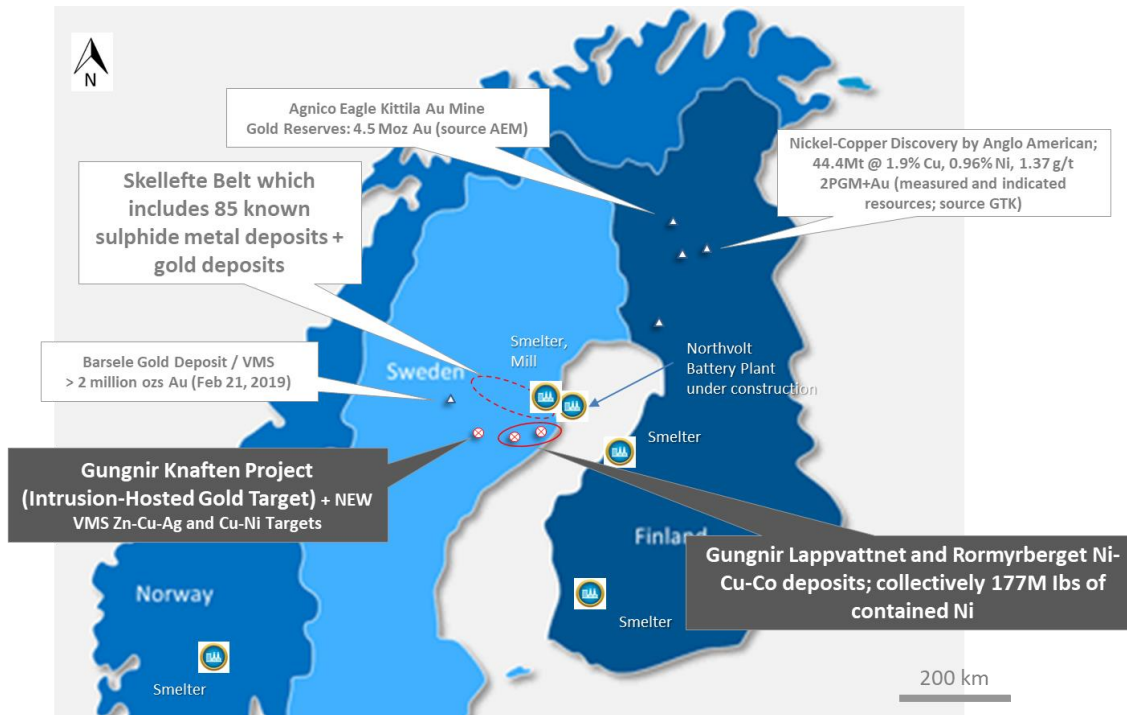 N
Agnico Eagle Kittila Au Mine
Gold Reserves: 4.5 Moz Au (source AEM)
Nickel-Copper Discovery by Anglo American;
44.4Mt @ 1.9% Cu, 0.96% Ni, 1.37 g/t
2PGM+Au (measured and indicated
resources; source GTK)
Skellefte Belt which
includes 85 known
sulphide metal deposits +
gold deposits
Smelter,
Mill
Northvolt
Battery Plant
under construction
Barsele Gold Deposit / VMS
> 2 million ozs Au (Feb 21, 2019)
Sweden
Smelter
Gungnir Knaften Project
(Intrusion-Hosted Gold Target) + NEW
VMS Zn-Cu-Ag and Cu-Ni Targets
Finland
Gungnir Lappvattnet and Rormyrberget Ni-
Cu-Co deposits; collectively 177M lbs of
contained Ni
Norway
Smelter
Smelter
200 km